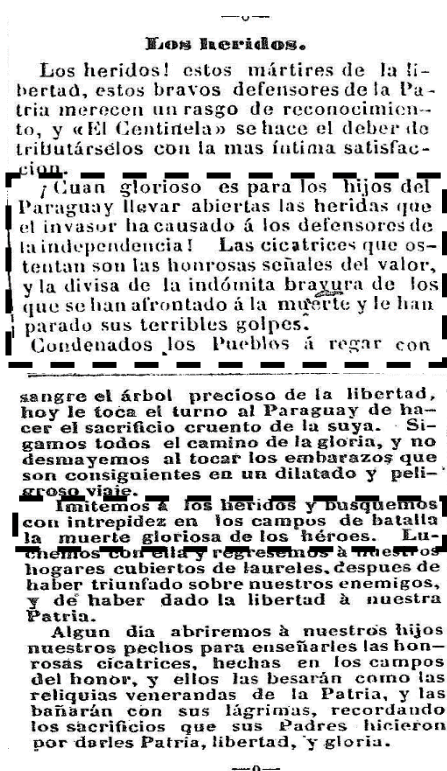 Los heridos.
Los heridos! estos mártires de la li-
bertad, estos bravos defensores de la Pa-
tria merecen un rasgo de reconocimien-
to, y «El Centinela» se hace el deber de
tributárselos con la mas íntima satisfac-
cion.
¡Cuan glorioso es para los hijos del
Paraguay llevar abiertas las heridas que
el invasor ha causado á los defensores de
la independencia! Las cicatrices que os-
tentan son las honrosas señales del valor,
y la divisa de la indómita bravura de los
que se han afrontado á la muerte y le han
parado sus terribles golpes.
Condenados los Pueblos á regar con
sangre el árbol precioso de la libertad,
hoy le toca el turno al Paraguay de ha-
cer el sacrificio cruento de la suya. Si-
gamos todos el camino de la gloria, y no
desmayemos al tocar los embarazos que
son consiguientes en un dilatado y peli-
groso viaje.
Imitemos à los heridos y busquemos
con intrepidez en los campos de batalla
la muerte gloriosa de los héroes. Lu-
chemos con ella y regresemos à nuestros
hogares cubiertos de laureles, despues de
haber triunfado sobre nuestros enemigos,
y de haber dado la libertad à nuestra
Patria.
Algun dia abriremos à nuestros hijos
nuestros pechos para enseñarles las hon-
rosas cicatrices, hechas en los campos
del honor, y ellos las besarán como las
reliquias venerandas de la Patria, y las
bañarán con sus lágrimas, recordando
los sacrificios que sus Padres hicieron
por darles Patria, libertad, y gloria.